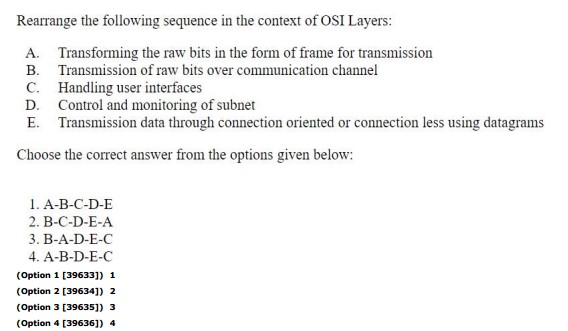 Rearrange the following sequence in the context of OSI Layers:
A. Transforming the raw bits in the form of frame for transmission
B. Transmission of raw bits over communication channel
C. Handling user interfaces
D. Control and monitoring of subnet
E. Transmission data through connection oriented or connection less using datagrams
Choose the correct answer from the options given below:
1. A-B-C-D-E
2. B-C-D-E-A
3. B-A-D-E-C
4. A-B-D-E-C
(Option 1 [39633]) 1
(Option 2 [39634]) 2
(Option 3 [39635]) 3
(Option 4 [39636]) 4